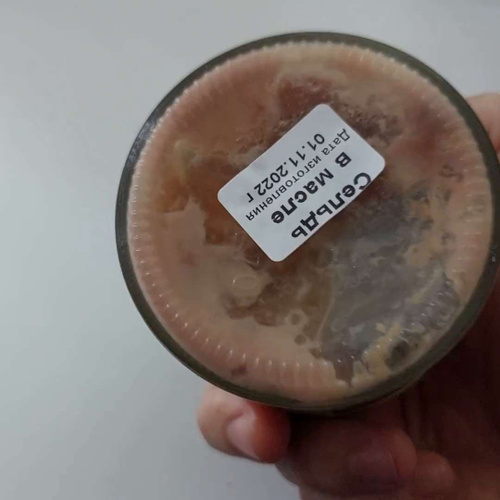 Сельдь
в масле
Дата изготовления
01.11.2022 г